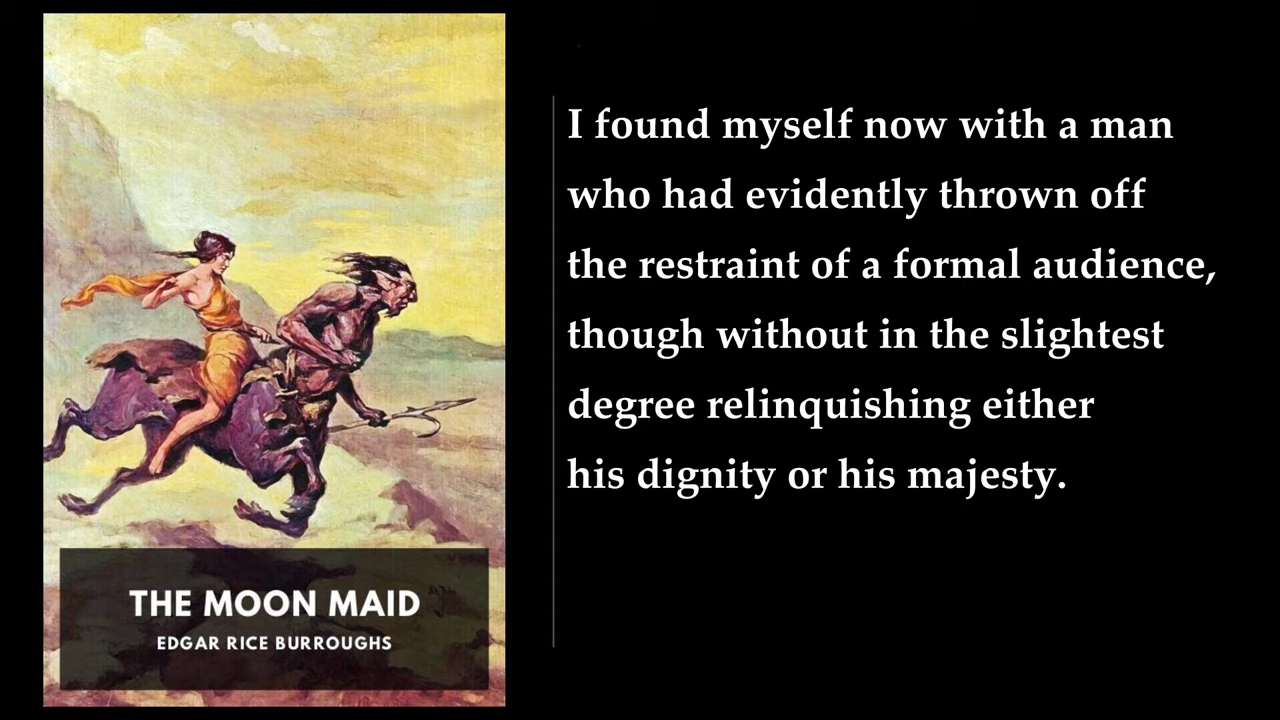 THE MOON MAID
EDGAR RICE BURROUGHS
I found myself now with a man
who had evidently thrown off
the restraint of a formal audience,
though without in the slightest
degree relinquishing either
his dignity or his majesty.